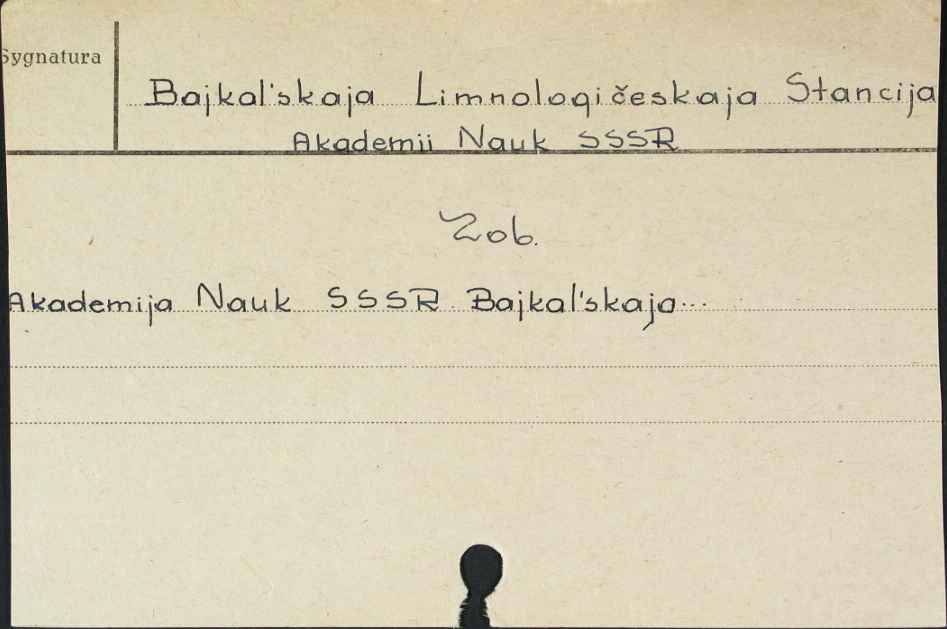 Sygnatura
Bajkal'skaja Limnologičeskaja Stancija
Akademii Nauk SSSR
Zob.
Akademija Nauk SSSR. Bajkal'skaja...